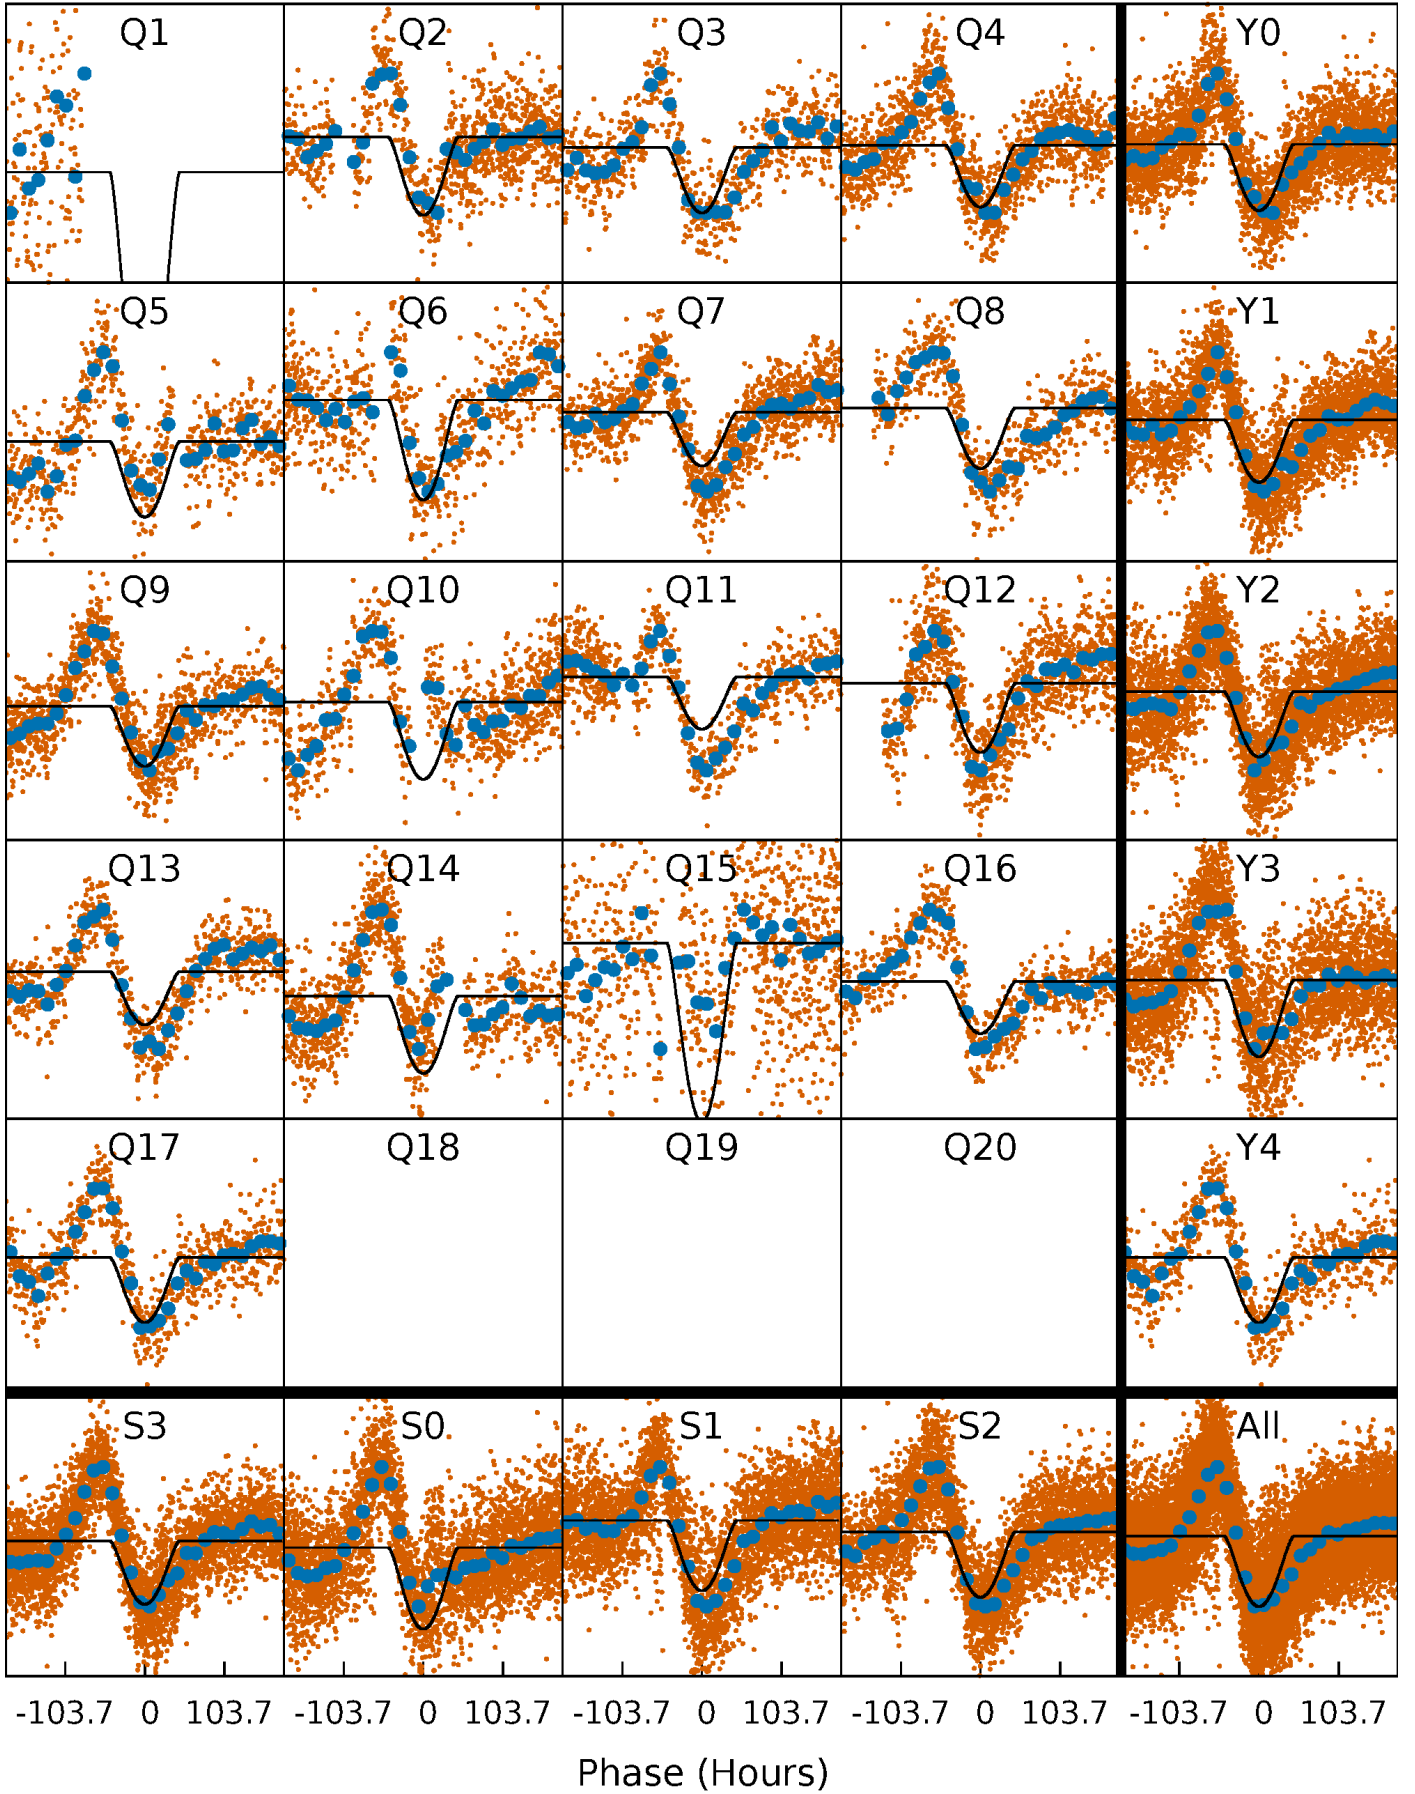 Q1 Q2 Q3 Q4 Y0
Q5 Q6 Q7 Q8 Y1
Q9 Q10 Q11 Q12 Y2
Q13 Q14 Q15 Q16 Y3
Q17 Q18 Q19 Q20 Y4
S3 S0 S1 S2 All
-103.7 0 103.7 -103.7 0 103.7 -103.7 0 103.7 -103.7 0 103.7 -103.7 0 103.7
Phase (Hours)